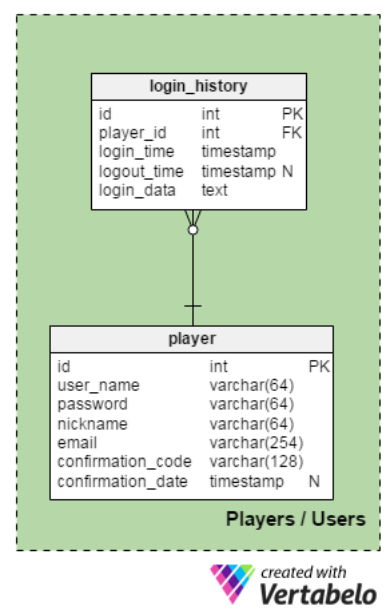 login_history
id int PK
player_id int FK
login_time timestamp
logout_time timestamp N
login_data text
player
id int PK
user_name varchar(64)
password varchar(64)
nickname varchar(64)
email varchar(254)
confirmation_code varchar(128)
confirmation_date timestamp N
Players / Users
created with
Vertabelo